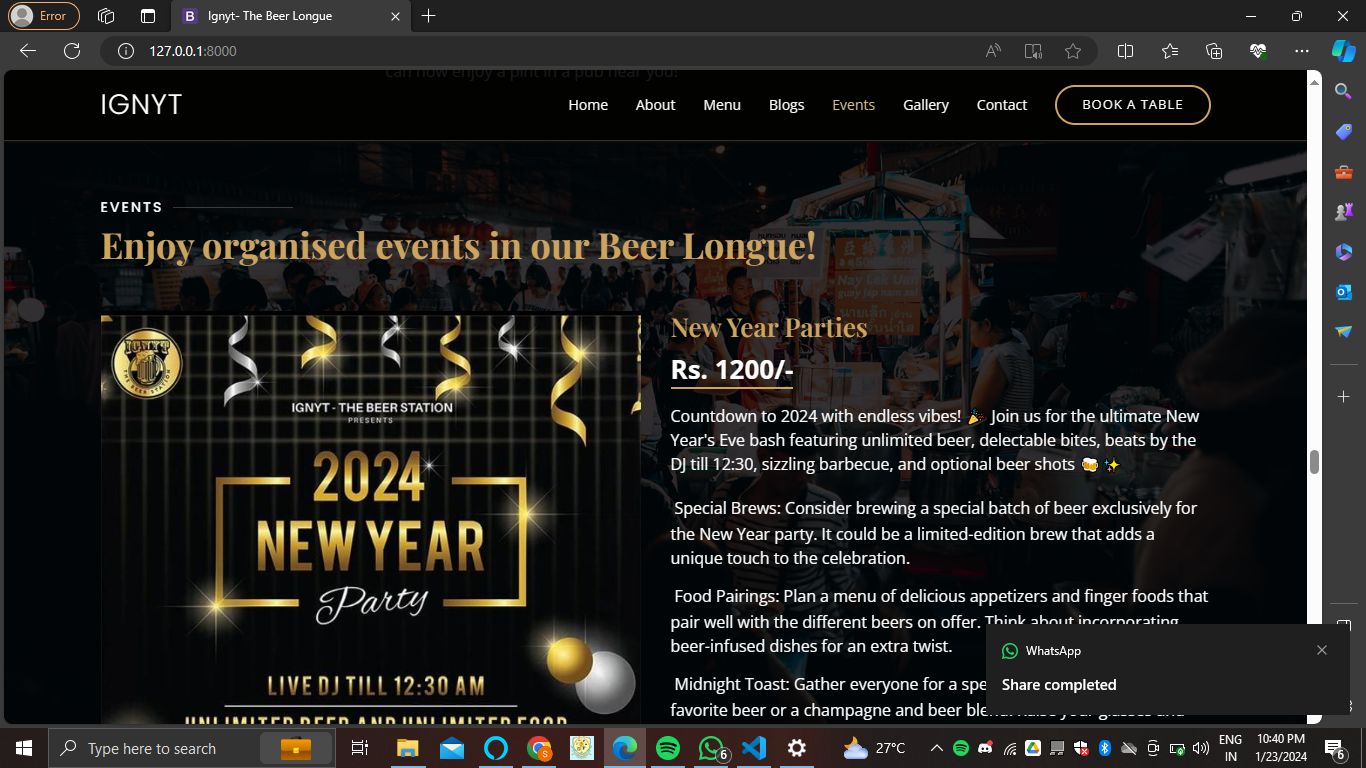 Error
Ignyt- The Beer Longue
127.0.0.1:8000
can now enjoy a pint in a pub near you!
IGNYT
Home
About
Menu
Blogs
Events
Gallery
Contact
BOOK A TABLE
EVENTS
Enjoy organised events in our Beer Longue!
IGNYT
THE BEER STATION
IGNYT - THE BEER STATION
PRESENTS
2024
NEW YEAR
Party
LIVE DJ TILL 12:30 AM
UNLIMITED BEER AND UNLIMITED FOOD
New Year Parties
Rs. 1200/-
Countdown to 2024 with endless vibes! 🎉 Join us for the ultimate New
Year's Eve bash featuring unlimited beer, delectable bites, beats by the
DJ till 12:30, sizzling barbecue, and optional beer shots 🍻 ✨
Special Brews: Consider brewing a special batch of beer exclusively for
the New Year party. It could be a limited-edition brew that adds a
unique touch to the celebration.
Food Pairings: Plan a menu of delicious appetizers and finger foods that
pair well with the different beers on offer. Think about incorporating
beer-infused dishes for an extra twist.
Midnight Toast: Gather everyone for a spe
favorite beer or a champagne and beer blend. Raise your glasses and
WhatsApp
Share completed
Type here to search
6
27°C
ENG
IN
10:40 PM
1/23/2024
6